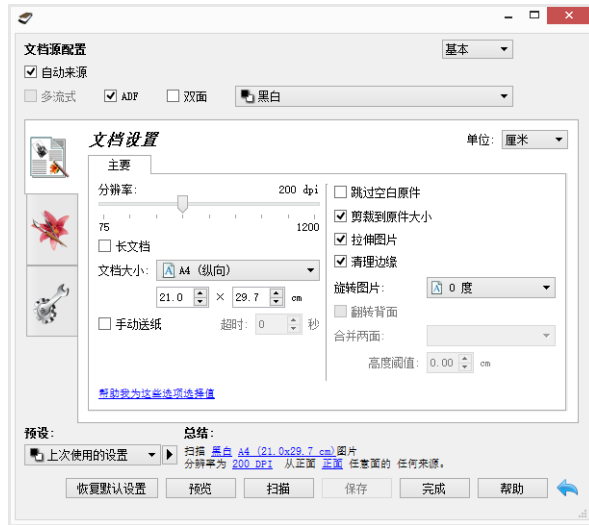 文档源配置 基本
自动来源
多流式 ADF 双面 黑白
文档设置 单位: 厘米
主要
分辨率: 200 dpi
75 1200
长文档
文档大小: A4 (纵向)
21.0 × 29.7 cm
手动送纸 超时: 0 秒
帮助我为这些选项选择值
跳过空白原件
剪裁到原件大小
拉伸图片
清理边缘
旋转图片: 0 度
翻转背面
合并两面:
高度阈值: 0.00 cm
预设: 总结:
上次使用的设置 扫描 黑白 A4 (21.0x29.7 cm)图片
分辨率为 200 DPI 从正面 正面 任意面的 任何来源。
恢复默认设置 预览 扫描 保存 完成 帮助